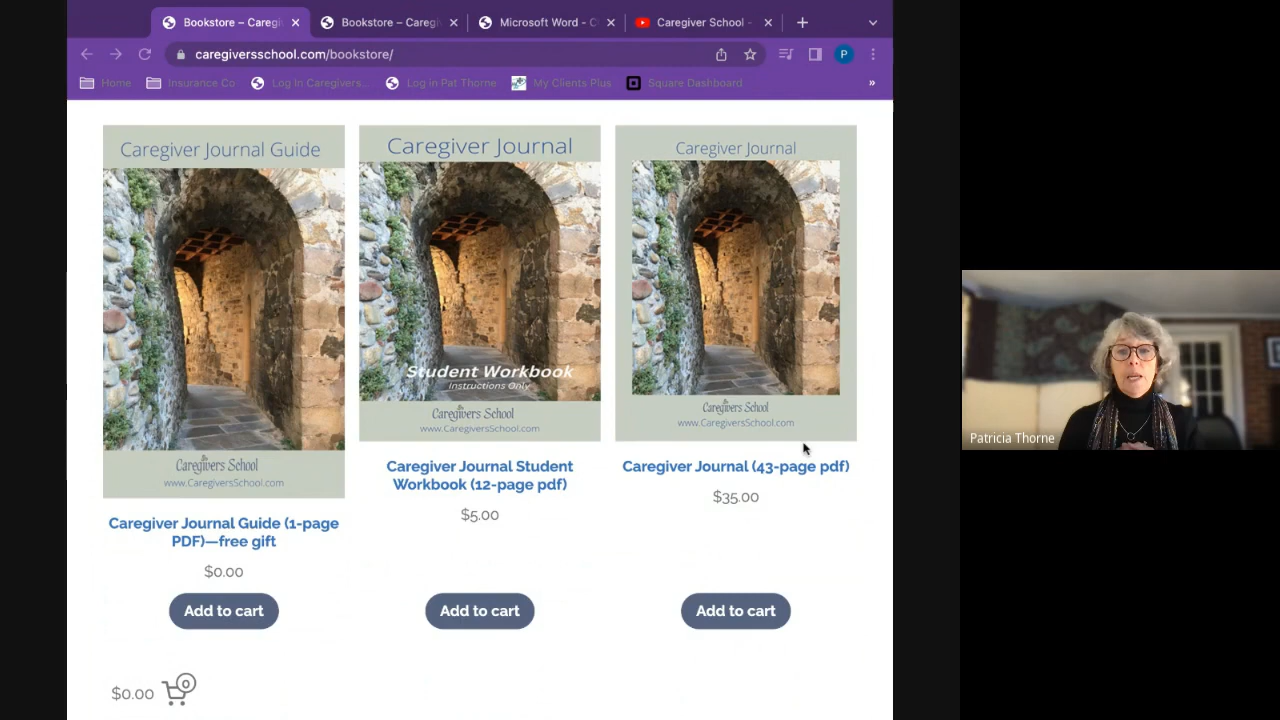 Bookstore – Caregi
Bookstore – Caregi
Microsoft Word - C
Caregiver School -
caregiversschool.com/bookstore/
P
Home
Insurance Co
Log In Caregivers...
Log in Pat Thorne
My Clients Plus
Square Dashboard
»
Caregiver Journal Guide
Caregivers School
www.CaregiversSchool.com
Caregiver Journal Guide (1-page
PDF)—free gift
$0.00
Add to cart
Caregiver Journal
Student Workbook
Instructions Only
Caregivers School
www.CaregiversSchool.com
Caregiver Journal Student
Workbook (12-page pdf)
$5.00
Add to cart
Caregiver Journal
Caregivers School
www.CaregiversSchool.com
Caregiver Journal (43-page pdf)
$35.00
Add to cart
$0.00
0
Patricia Thorne